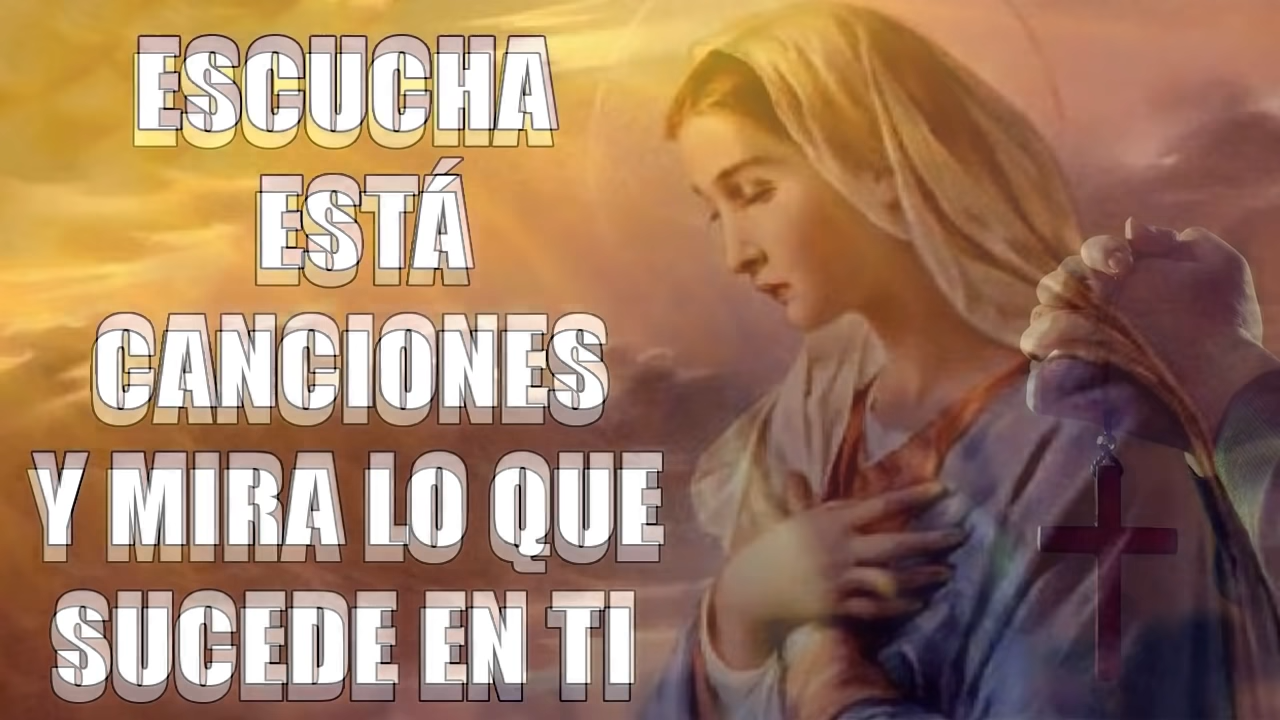 ESCUCHA
ESTÁ
CANCIONES
Y MIRA LO QUE
SUCEDE EN TI